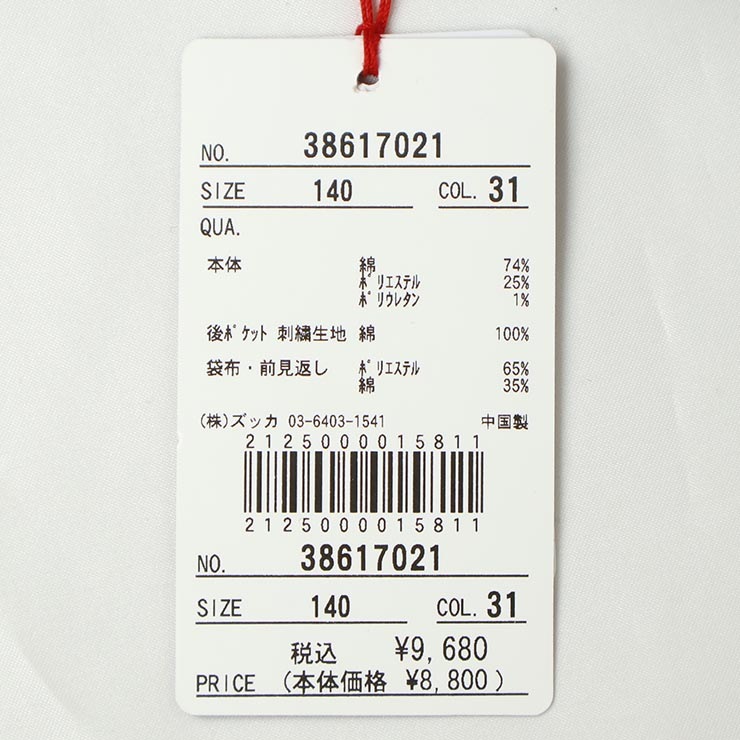 NO. 38617021
SIZE 140 COL. 31
QUA.
本体 綿 74%
ﾎﾟﾘｴｽﾃﾙ 25%
ﾎﾟﾘｳﾚﾀﾝ 1%
後ﾎﾟｹｯﾄ 刺繍生地 綿 100%
袋布・前見返し ﾎﾟﾘｴｽﾃﾙ 65%
綿 35%
(株)ズッカ 03-6403-1541 中国製
2125000015811
2125000015811
NO. 38617021
SIZE 140 COL. 31
税込 ¥9,680
PRICE (本体価格 ¥8,800)